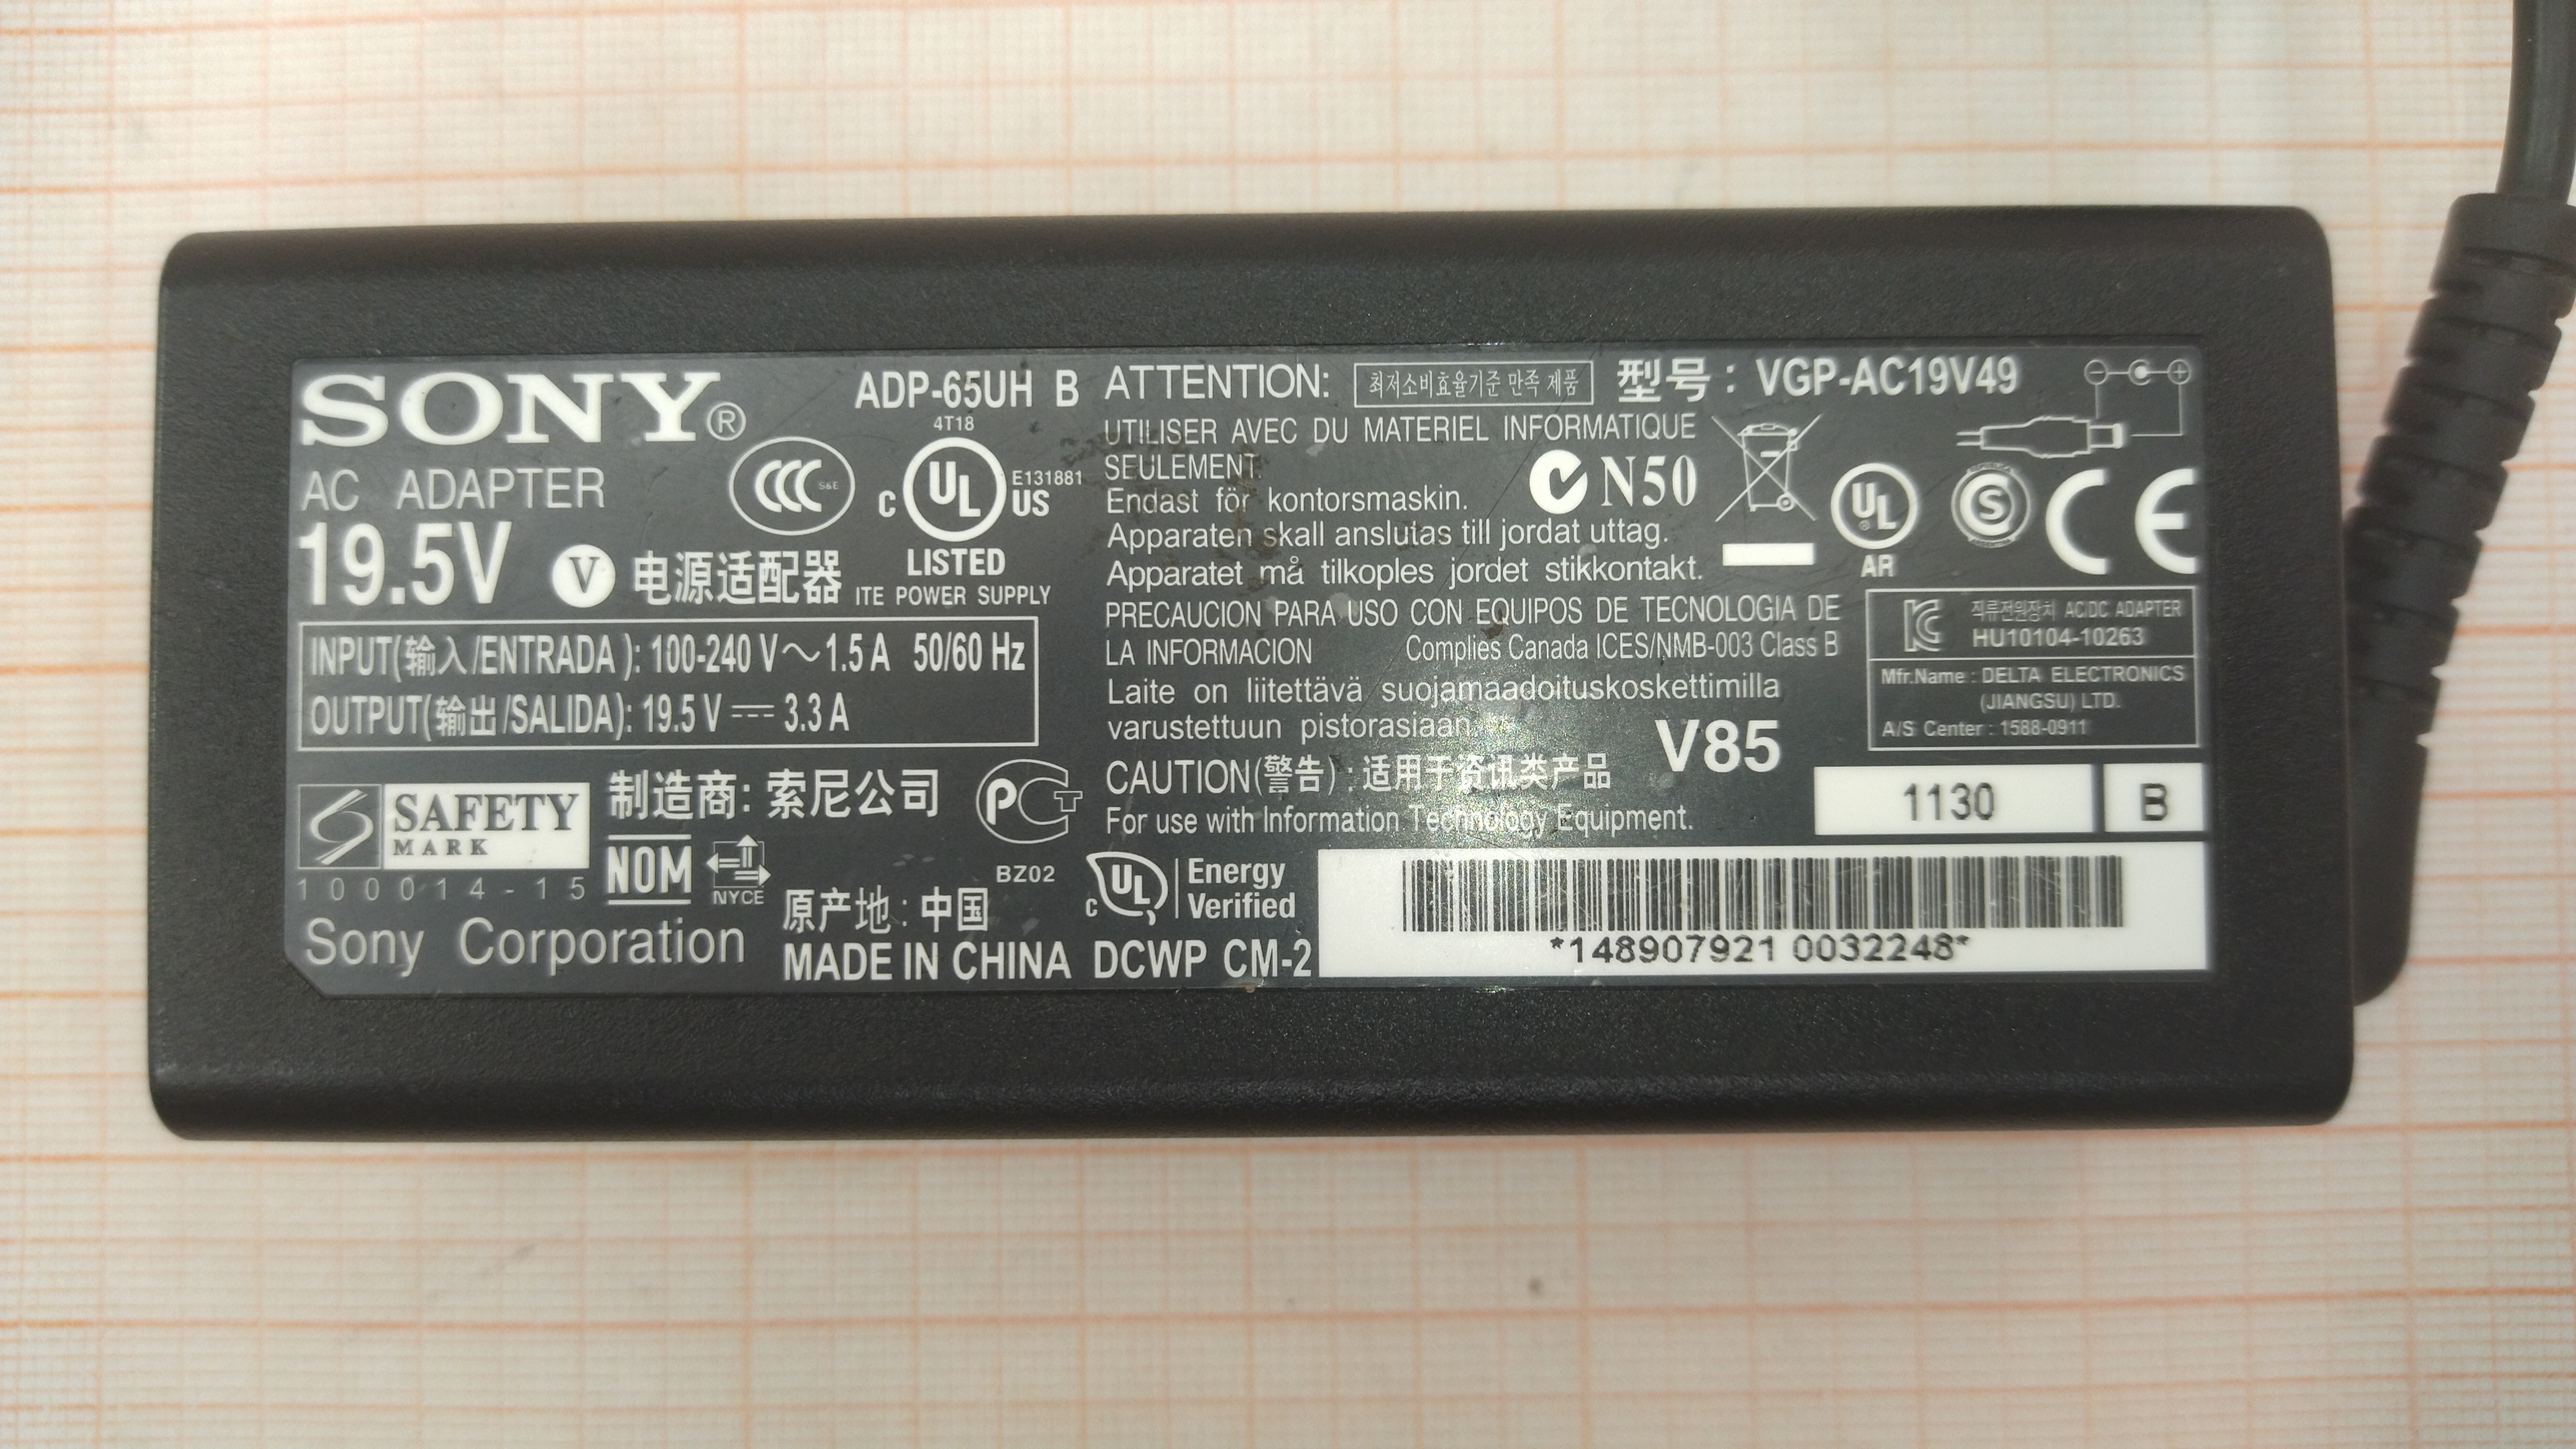 SONY®
AC ADAPTER
19.5V
V 电源适配器
ADP-65UH B
4T18
CCC S&E
C UL US
E131881
LISTED
ITE POWER SUPPLY
INPUT(输入/ENTRADA): 100-240 V～1.5 A 50/60 Hz
OUTPUT(输出/SALIDA): 19.5 V ⎓ 3.3 A
SAFETY
MARK
100014-15
制造商: 索尼公司
PCT
BZ02
NOM
NYCE
Sony Corporation
原产地: 中国
MADE IN CHINA
ATTENTION:
최저소비효율기준 만족 제품
UTILISER AVEC DU MATERIEL INFORMATIQUE
SEULEMENT
Endast för kontorsmaskin.
Apparaten skall anslutas till jordat uttag.
Apparatet må tilkoples jordet stikkontakt.
PRECAUCION PARA USO CON EQUIPOS DE TECNOLOGIA DE
LA INFORMACION
Complies Canada ICES/NMB-003 Class B
Laite on liitettävä suojamaadoituskoskettimilla
varustettuun pistorasiaan.
CAUTION(警告): 适用于资讯类产品
For use with Information Technology Equipment.
V85
c UL Energy
Verified
DCWP CM-2
型号: VGP-AC19V49
N50
UL
®
AR
S
CE
KC
직류전원장치 AC/DC ADAPTER
HU10104-10263
Mfr.Name : DELTA ELECTRONICS
(JIANGSU) LTD.
A/S Center : 1588-0911
1130
B
*148907921 0032248*